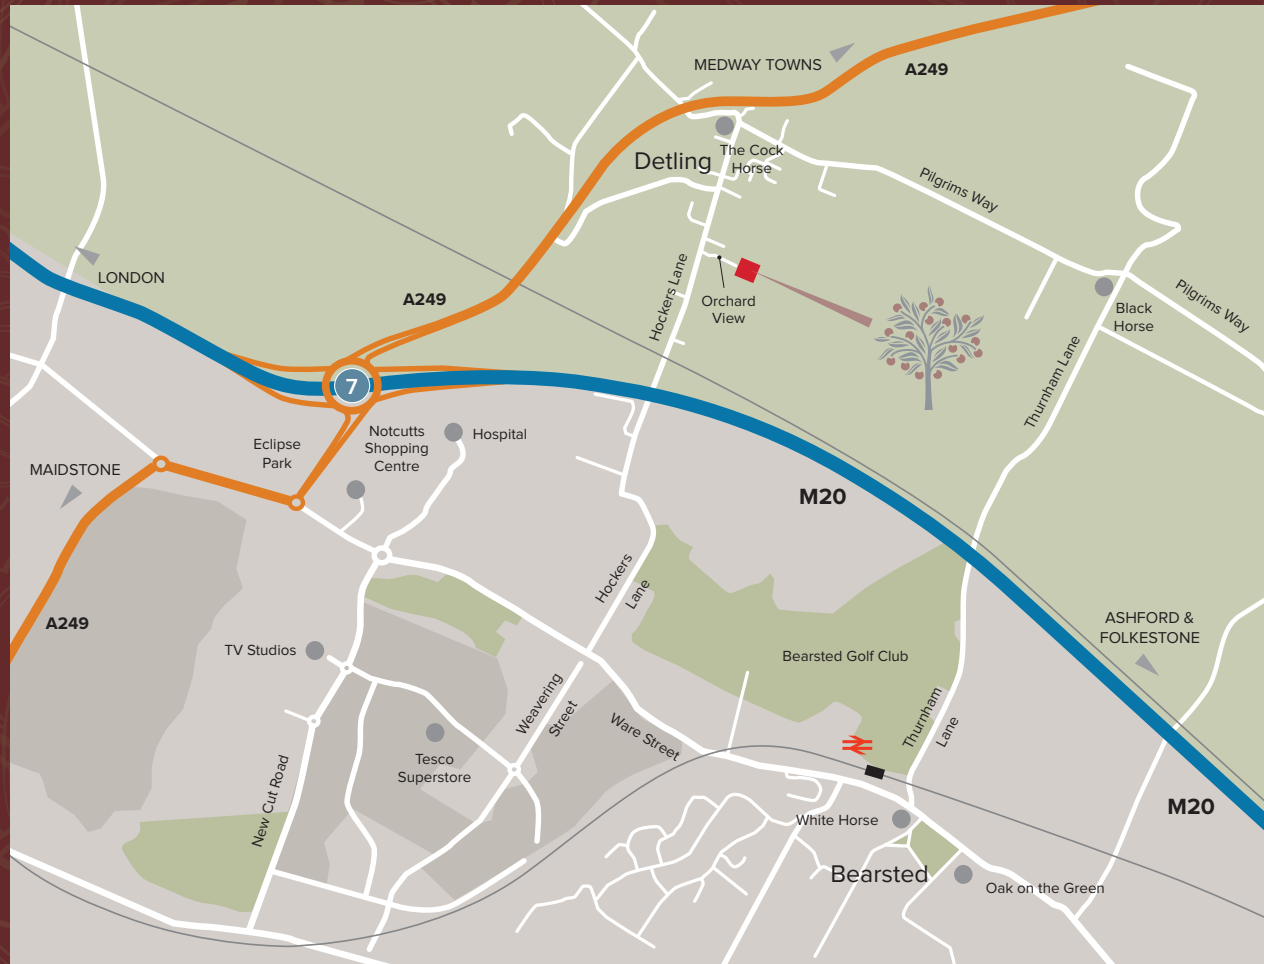 MEDWAY TOWNS
A249
The Cock
Horse
Detling
Pilgrims Way
LONDON
A249
Hockers Lane
Orchard
View
Black
Horse
Pilgrims Way
Thurnham Lane
7
Notcutts
Shopping
Centre
Hospital
Eclipse
Park
MAIDSTONE
M20
Hockers
Lane
A249
ASHFORD &
FOLKESTONE
TV Studios
Bearsted Golf Club
Weavering
Street
Ware Street
Thurnham
Lane
Tesco
Superstore
New Cut Road
M20
White Horse
Bearsted
Oak on the Green